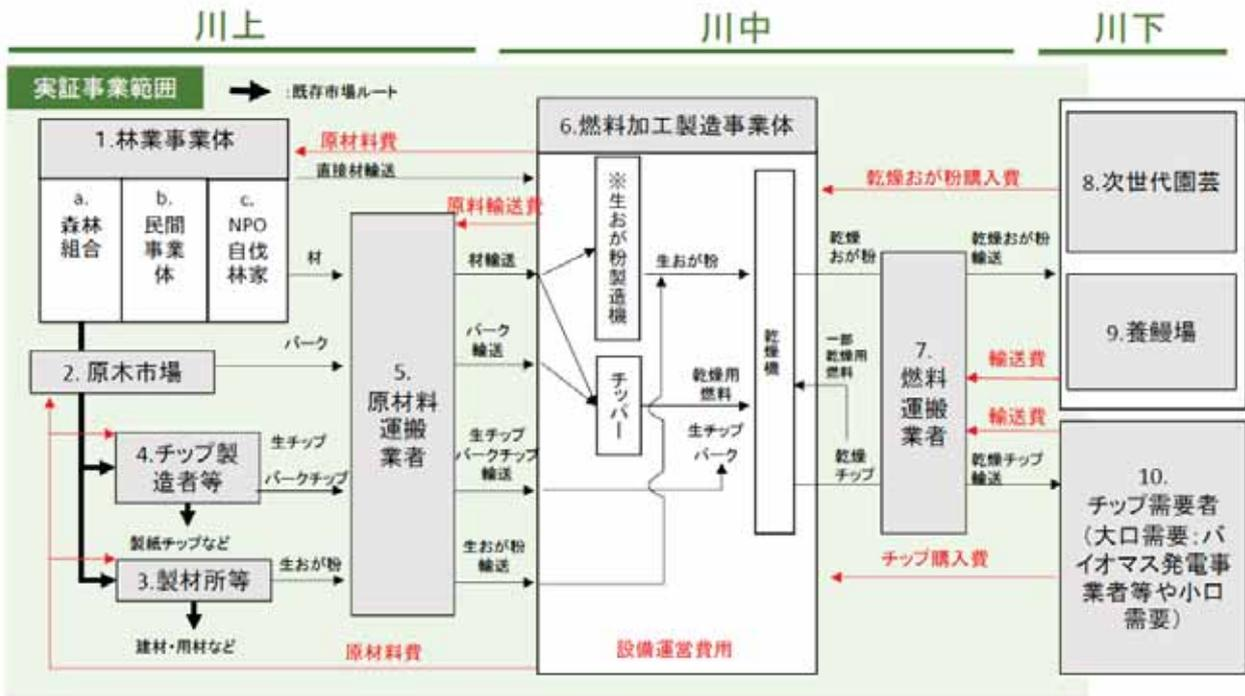 川上
川中
川下
実証事業範囲
:既存市場ルート
1.林業事業体
a.
森林
組合
b.
民間
事業
体
c.
NPO
自伐
林家
原材料費
直接材輸送
原料輸送費
材
材輸送
2. 原木市場
バーク
バーク
輸送
4.チップ製
造者等
生チップ
バークチップ
生チップ
バークチップ
輸送
製紙チップなど
3.製材所等
生おが粉
生おが粉
輸送
建材・用材など
原材料費
5.
原材料
運搬
業者
6.燃料加工製造事業体
※生おが粉製造機
生おが粉
チッパー
乾燥用
燃料
生チップ
バーク
乾燥機
設備運営費用
乾燥おが粉購入費
乾燥
おが粉
一部
乾燥用
燃料
乾燥
チップ
7.
燃料
運搬
業者
乾燥おが粉
輸送
輸送費
輸送費
乾燥チップ
輸送
チップ購入費
8.次世代園芸
9.養鰻場
10.
チップ需要者
(大口需要:バ
イオマス発電事
業者等や小口
需要)